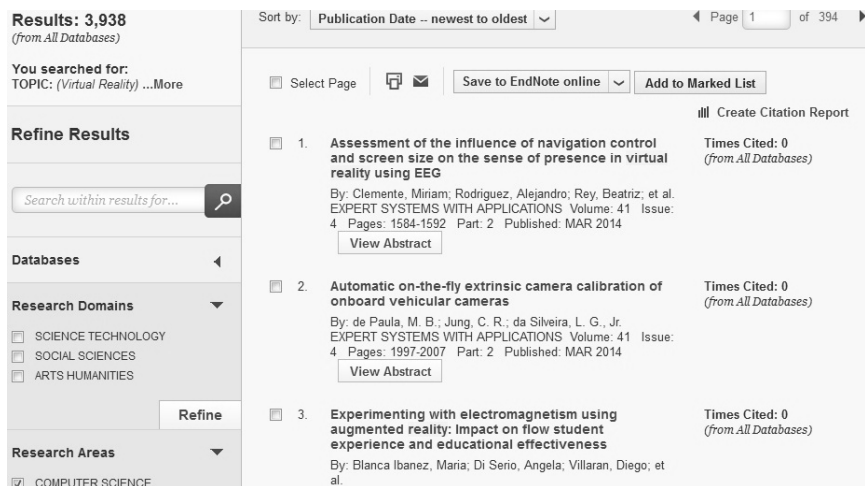 Results: 3,938
(from All Databases)
You searched for:
TOPIC: (Virtual Reality) ...More
Refine Results
Search within results for...
Databases
Research Domains
SCIENCE TECHNOLOGY
SOCIAL SCIENCES
ARTS HUMANITIES
Refine
Research Areas
COMPUTER SCIENCE
Sort by: Publication Date -- newest to oldest
Page 1 of 394
Select Page
Save to EndNote online
Add to Marked List
Create Citation Report
1. Assessment of the influence of navigation control
and screen size on the sense of presence in virtual
reality using EEG
By: Clemente, Miriam; Rodriguez, Alejandro; Rey, Beatriz; et al.
EXPERT SYSTEMS WITH APPLICATIONS Volume: 41 Issue:
4 Pages: 1584-1592 Part: 2 Published: MAR 2014
View Abstract
Times Cited: 0
(from All Databases)
2. Automatic on-the-fly extrinsic camera calibration of
onboard vehicular cameras
By: de Paula, M. B.; Jung, C. R.; da Silveira, L. G., Jr.
EXPERT SYSTEMS WITH APPLICATIONS Volume: 41 Issue:
4 Pages: 1997-2007 Part: 2 Published: MAR 2014
View Abstract
Times Cited: 0
(from All Databases)
3. Experimenting with electromagnetism using
augmented reality: Impact on flow student
experience and educational effectiveness
By: Blanca Ibanez, Maria; Di Serio, Angela; Villaran, Diego; et
al.
Times Cited: 0
(from All Databases)